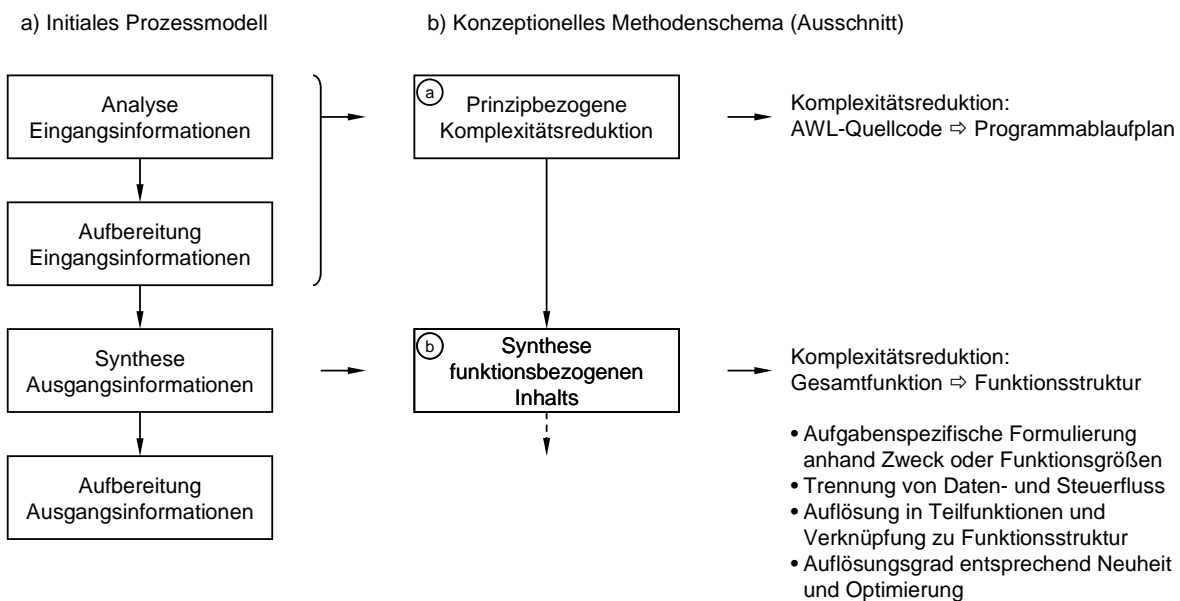 a) Initiales Prozessmodell
b) Konzeptionelles Methodenschema (Ausschnitt)
Analyse
Eingangsinformationen
Aufbereitung
Eingangsinformationen
Synthese
Ausgangsinformationen
Aufbereitung
Ausgangsinformationen
a
Prinzipbezogene
Komplexitätsreduktion
b
Synthese
funktionsbezogenen
Inhalts
Komplexitätsreduktion:
AWL-Quellcode ⇨ Programmablaufplan
Komplexitätsreduktion:
Gesamtfunktion ⇨ Funktionsstruktur
• Aufgabenspezifische Formulierung
anhand Zweck oder Funktionsgrößen
• Trennung von Daten- und Steuerfluss
• Auflösung in Teilfunktionen und
Verknüpfung zu Funktionsstruktur
• Auflösungsgrad entsprechend Neuheit
und Optimierung